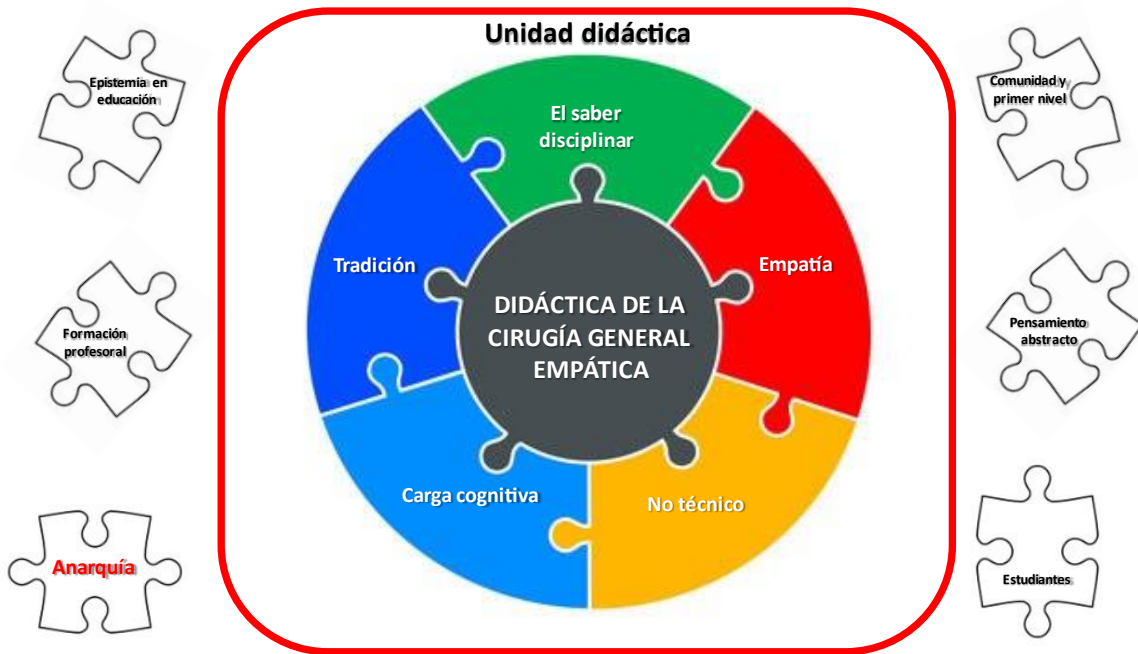 Unidad didáctica
Epistemia en
educación
Comunidad y
primer nivel
El saber
disciplinar
Tradición
Empatía
DIDÁCTICA DE LA
CIRUGÍA GENERAL
EMPÁTICA
Formación
profesoral
Pensamiento
abstracto
Carga cognitiva
No técnico
Anarquía
Estudiantes